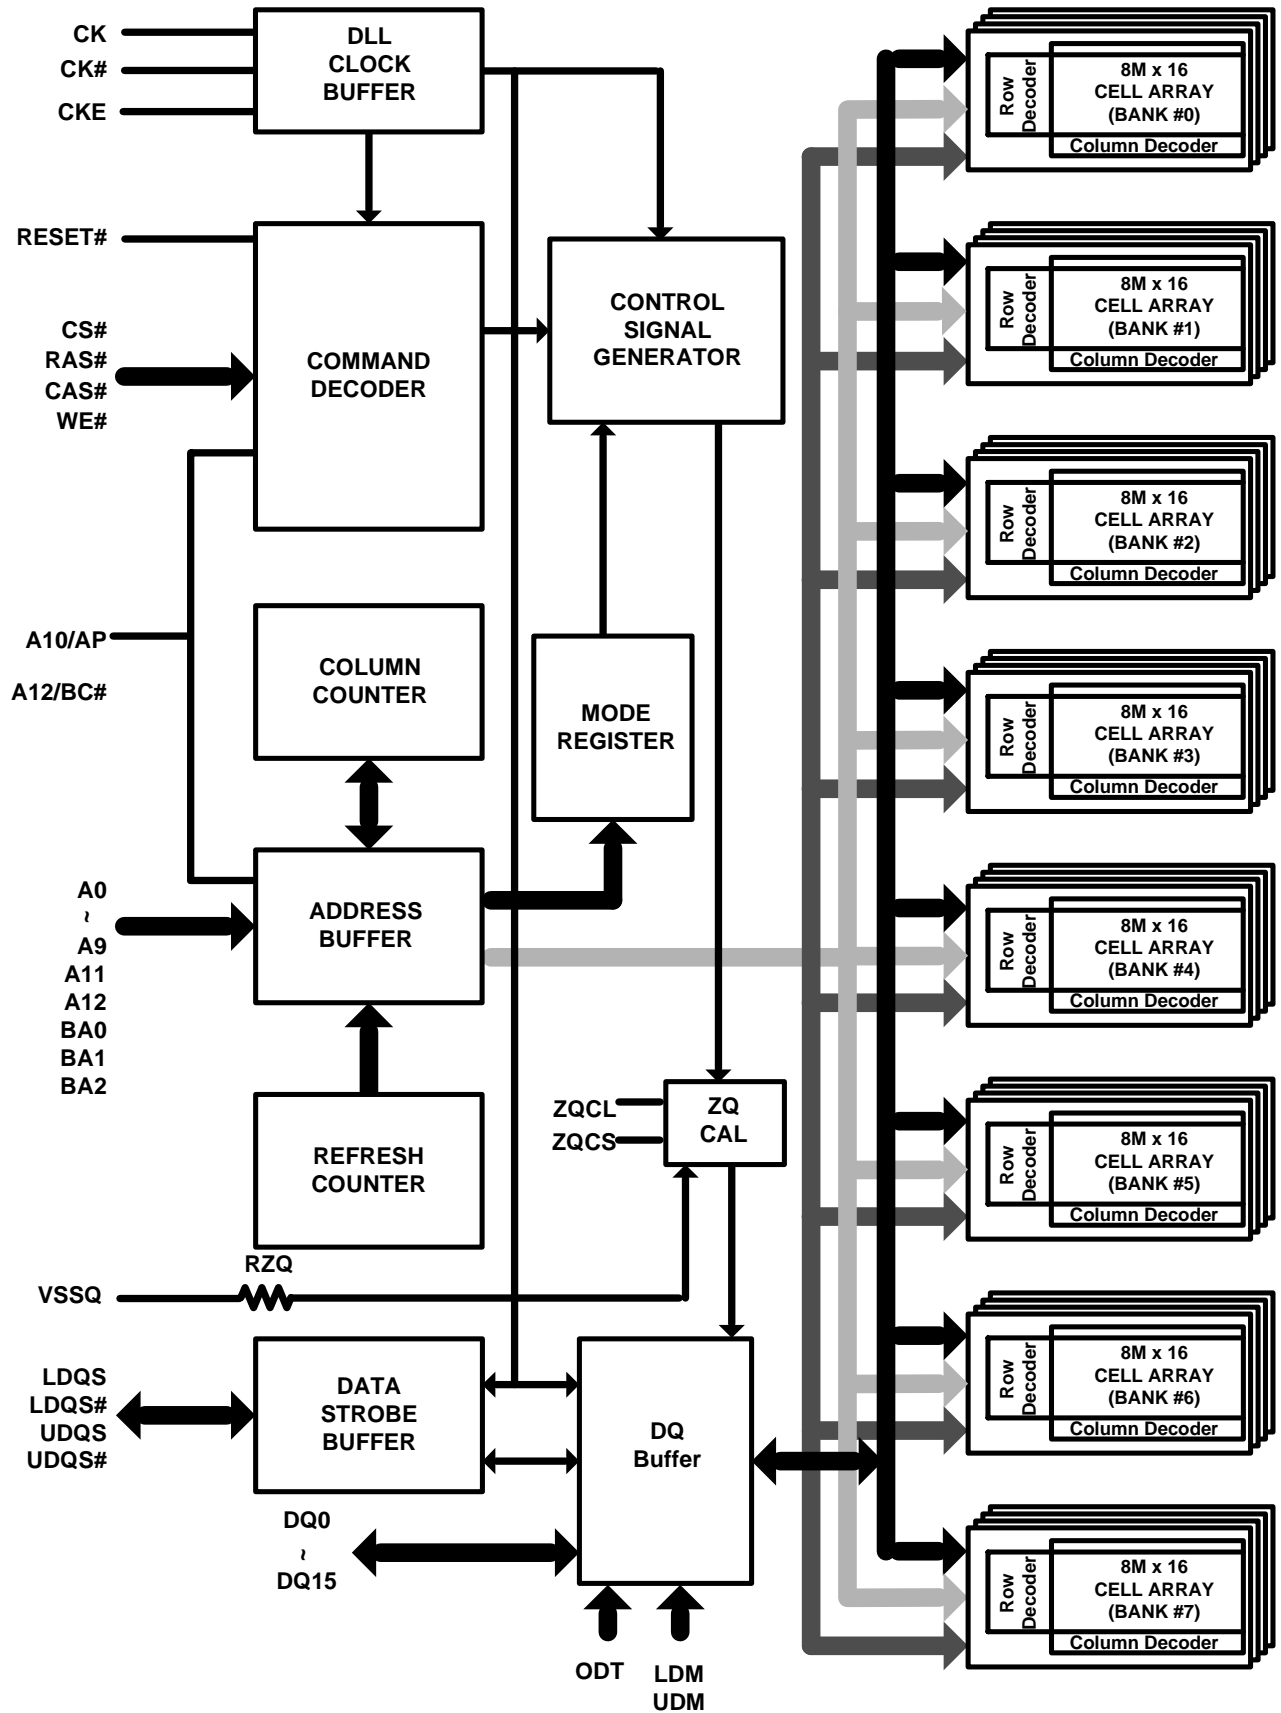 CK
CK#
CKE
DLL
CLOCK
BUFFER
RESET#
CS#
RAS#
CAS#
WE#
COMMAND
DECODER
CONTROL
SIGNAL
GENERATOR
A10/AP
A12/BC#
COLUMN
COUNTER
MODE
REGISTER
A0
~
A9
A11
A12
BA0
BA1
BA2
ADDRESS
BUFFER
REFRESH
COUNTER
ZQCL
ZQCS
ZQ
CAL
RZQ
VSSQ
LDQS
LDQS#
UDQS
UDQS#
DATA
STROBE
BUFFER
DQ
Buffer
DQ0
~
DQ15
ODT
LDM
UDM
Row
Decoder
8M x 16
CELL ARRAY
(BANK #0)
Column Decoder
Row
Decoder
8M x 16
CELL ARRAY
(BANK #1)
Column Decoder
Row
Decoder
8M x 16
CELL ARRAY
(BANK #2)
Column Decoder
Row
Decoder
8M x 16
CELL ARRAY
(BANK #3)
Column Decoder
Row
Decoder
8M x 16
CELL ARRAY
(BANK #4)
Column Decoder
Row
Decoder
8M x 16
CELL ARRAY
(BANK #5)
Column Decoder
Row
Decoder
8M x 16
CELL ARRAY
(BANK #6)
Column Decoder
Row
Decoder
8M x 16
CELL ARRAY
(BANK #7)
Column Decoder